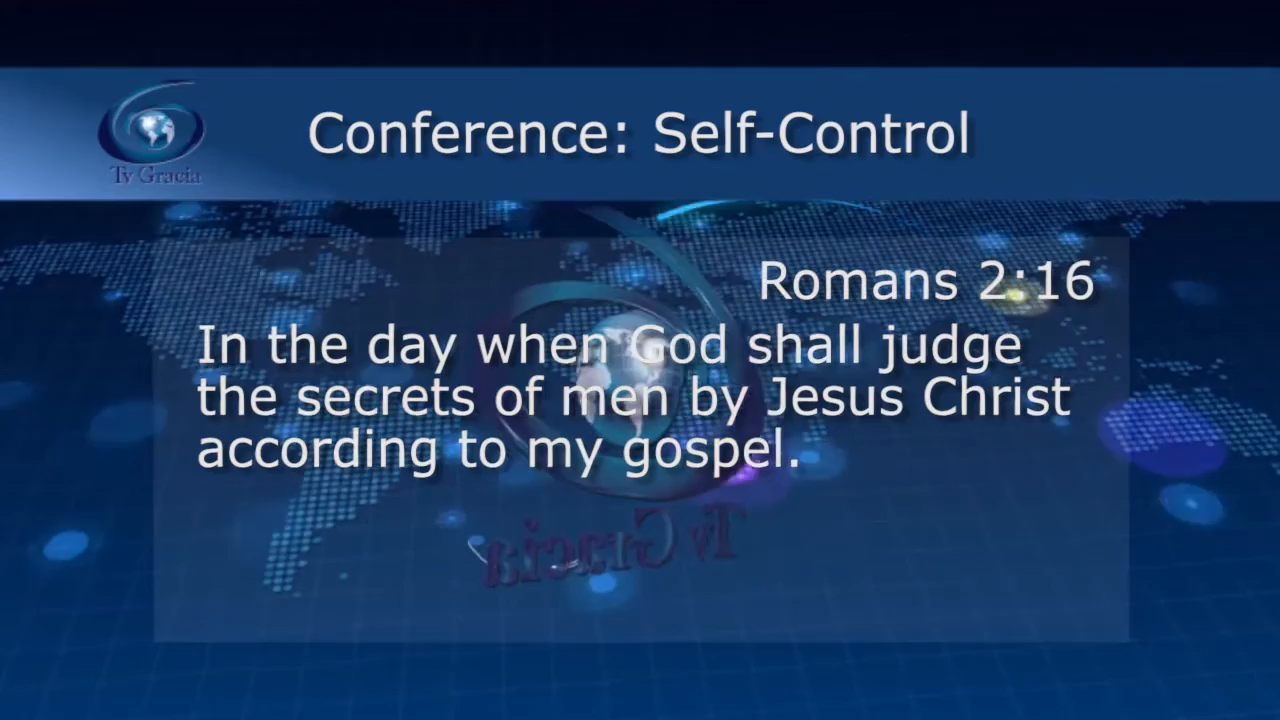 Conference: Self-Control
Tv Gracia
Romans 2:16
In the day when God shall judge
the secrets of men by Jesus Christ
according to my gospel.
Tv Gracia